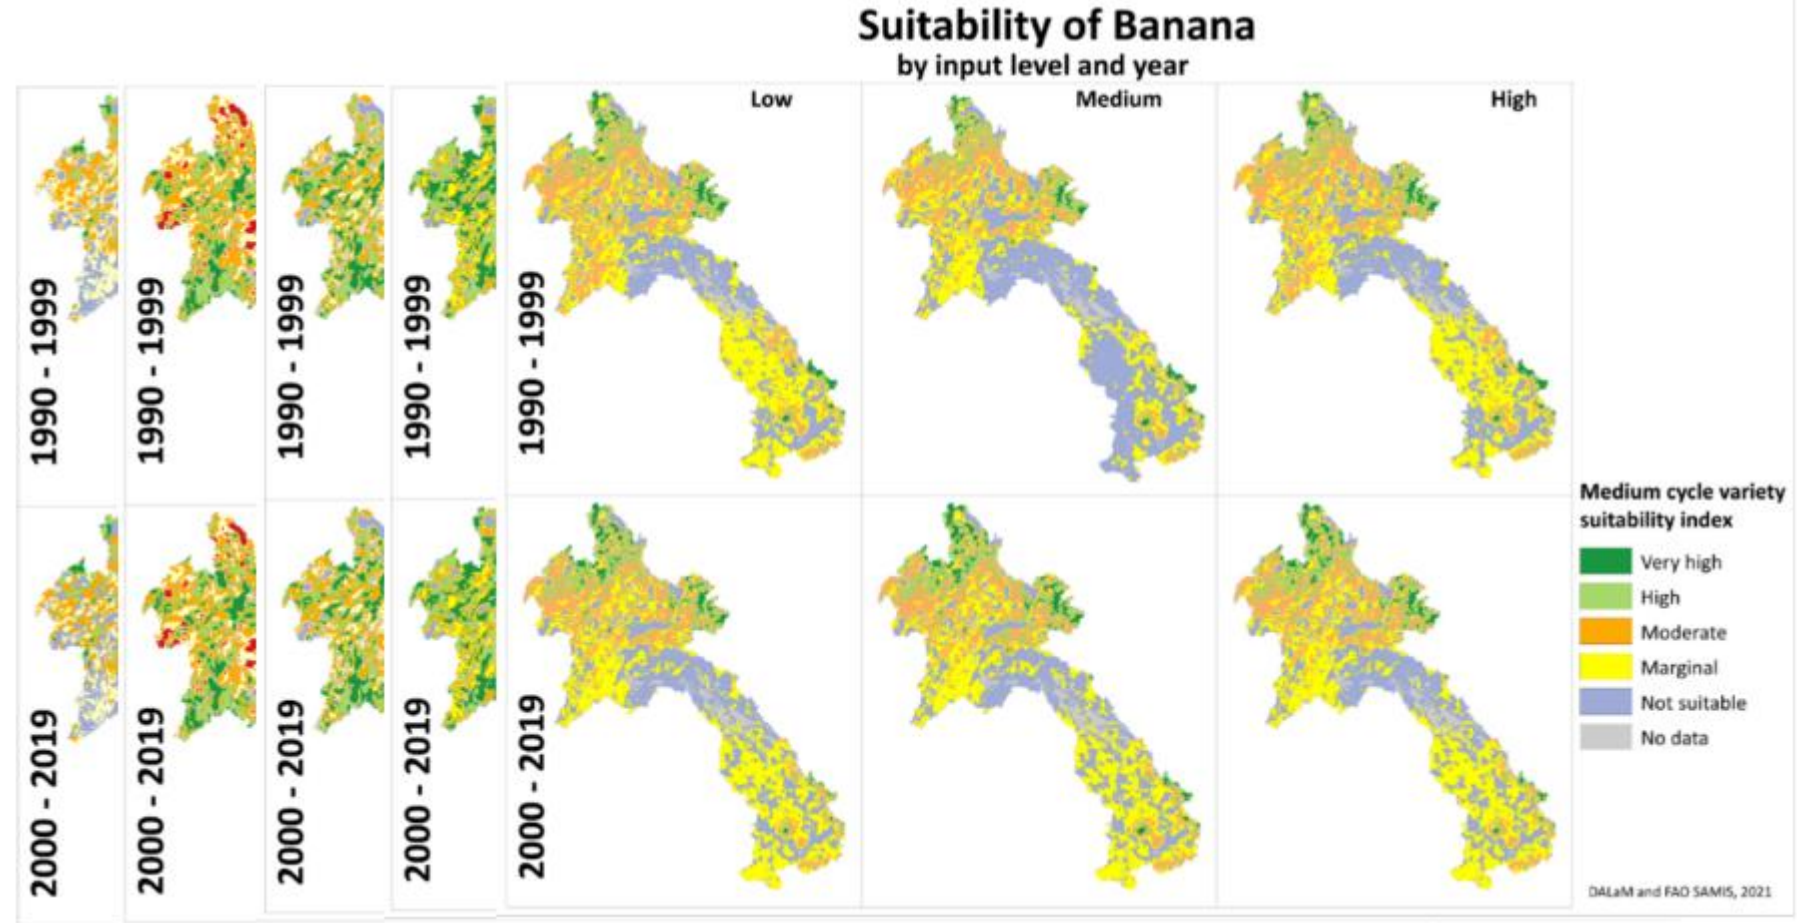 Suitability of Banana
by input level and year
Low
Medium
High
1990 - 1999
1990 - 1999
1990 - 1999
1990 - 1999
1990 - 1999
2000 - 2019
2000 - 2019
2000 - 2019
2000 - 2019
2000 - 2019
Medium cycle variety
suitability index
Very high
High
Moderate
Marginal
Not suitable
No data
DALaM and FAO SAMIS, 2021